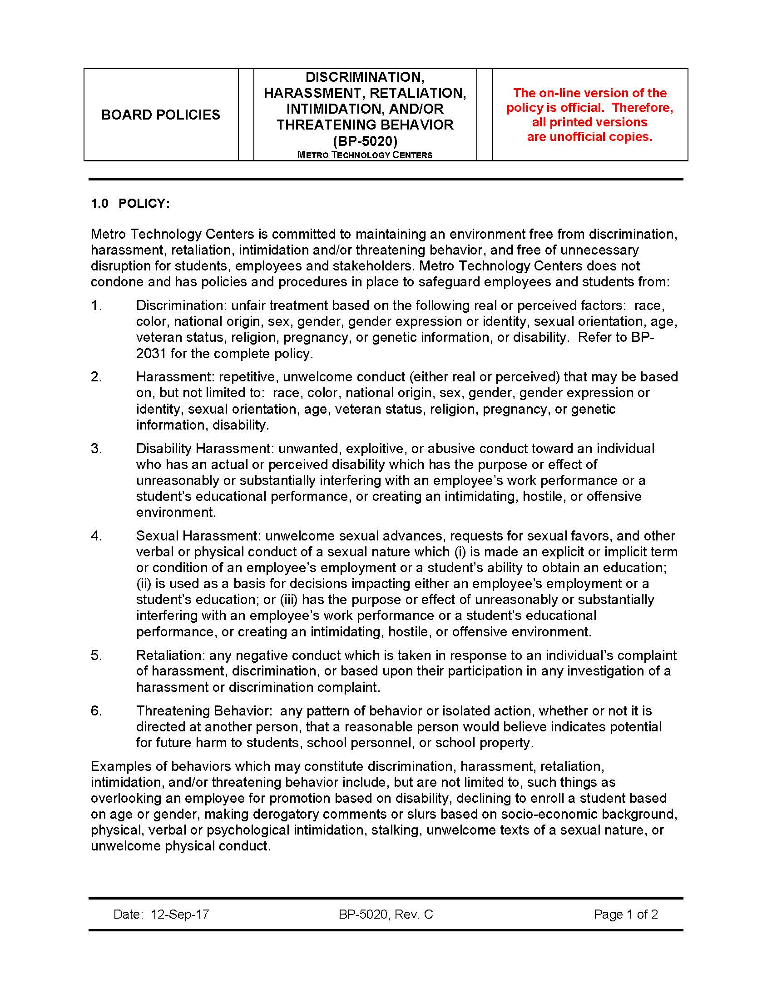 BOARD POLICIES
DISCRIMINATION,
HARASSMENT, RETALIATION,
INTIMIDATION, AND/OR
THREATENING BEHAVIOR
(BP-5020)
METRO TECHNOLOGY CENTERS
The on-line version of the
policy is official.  Therefore,
all printed versions
are unofficial copies.
1.0  POLICY:
Metro Technology Centers is committed to maintaining an environment free from discrimination,
harassment, retaliation, intimidation and/or threatening behavior, and free of unnecessary
disruption for students, employees and stakeholders. Metro Technology Centers does not
condone and has policies and procedures in place to safeguard employees and students from:
1. Discrimination: unfair treatment based on the following real or perceived factors:  race,
color, national origin, sex, gender, gender expression or identity, sexual orientation, age,
veteran status, religion, pregnancy, or genetic information, or disability.  Refer to BP-
2031 for the complete policy.
2. Harassment: repetitive, unwelcome conduct (either real or perceived) that may be based
on, but not limited to:  race, color, national origin, sex, gender, gender expression or
identity, sexual orientation, age, veteran status, religion, pregnancy, or genetic
information, disability.
3. Disability Harassment: unwanted, exploitive, or abusive conduct toward an individual
who has an actual or perceived disability which has the purpose or effect of
unreasonably or substantially interfering with an employee’s work performance or a
student’s educational performance, or creating an intimidating, hostile, or offensive
environment.
4. Sexual Harassment: unwelcome sexual advances, requests for sexual favors, and other
verbal or physical conduct of a sexual nature which (i) is made an explicit or implicit term
or condition of an employee’s employment or a student’s ability to obtain an education;
(ii) is used as a basis for decisions impacting either an employee’s employment or a
student’s education; or (iii) has the purpose or effect of unreasonably or substantially
interfering with an employee’s work performance or a student’s educational
performance, or creating an intimidating, hostile, or offensive environment.
5. Retaliation: any negative conduct which is taken in response to an individual’s complaint
of harassment, discrimination, or based upon their participation in any investigation of a
harassment or discrimination complaint.
6. Threatening Behavior:  any pattern of behavior or isolated action, whether or not it is
directed at another person, that a reasonable person would believe indicates potential
for future harm to students, school personnel, or school property.
Examples of behaviors which may constitute discrimination, harassment, retaliation,
intimidation, and/or threatening behavior include, but are not limited to, such things as
overlooking an employee for promotion based on disability, declining to enroll a student based
on age or gender, making derogatory comments or slurs based on socio-economic background,
physical, verbal or psychological intimidation, stalking, unwelcome texts of a sexual nature, or
unwelcome physical conduct.
Date:  12-Sep-17 BP-5020, Rev. C Page 1 of 2